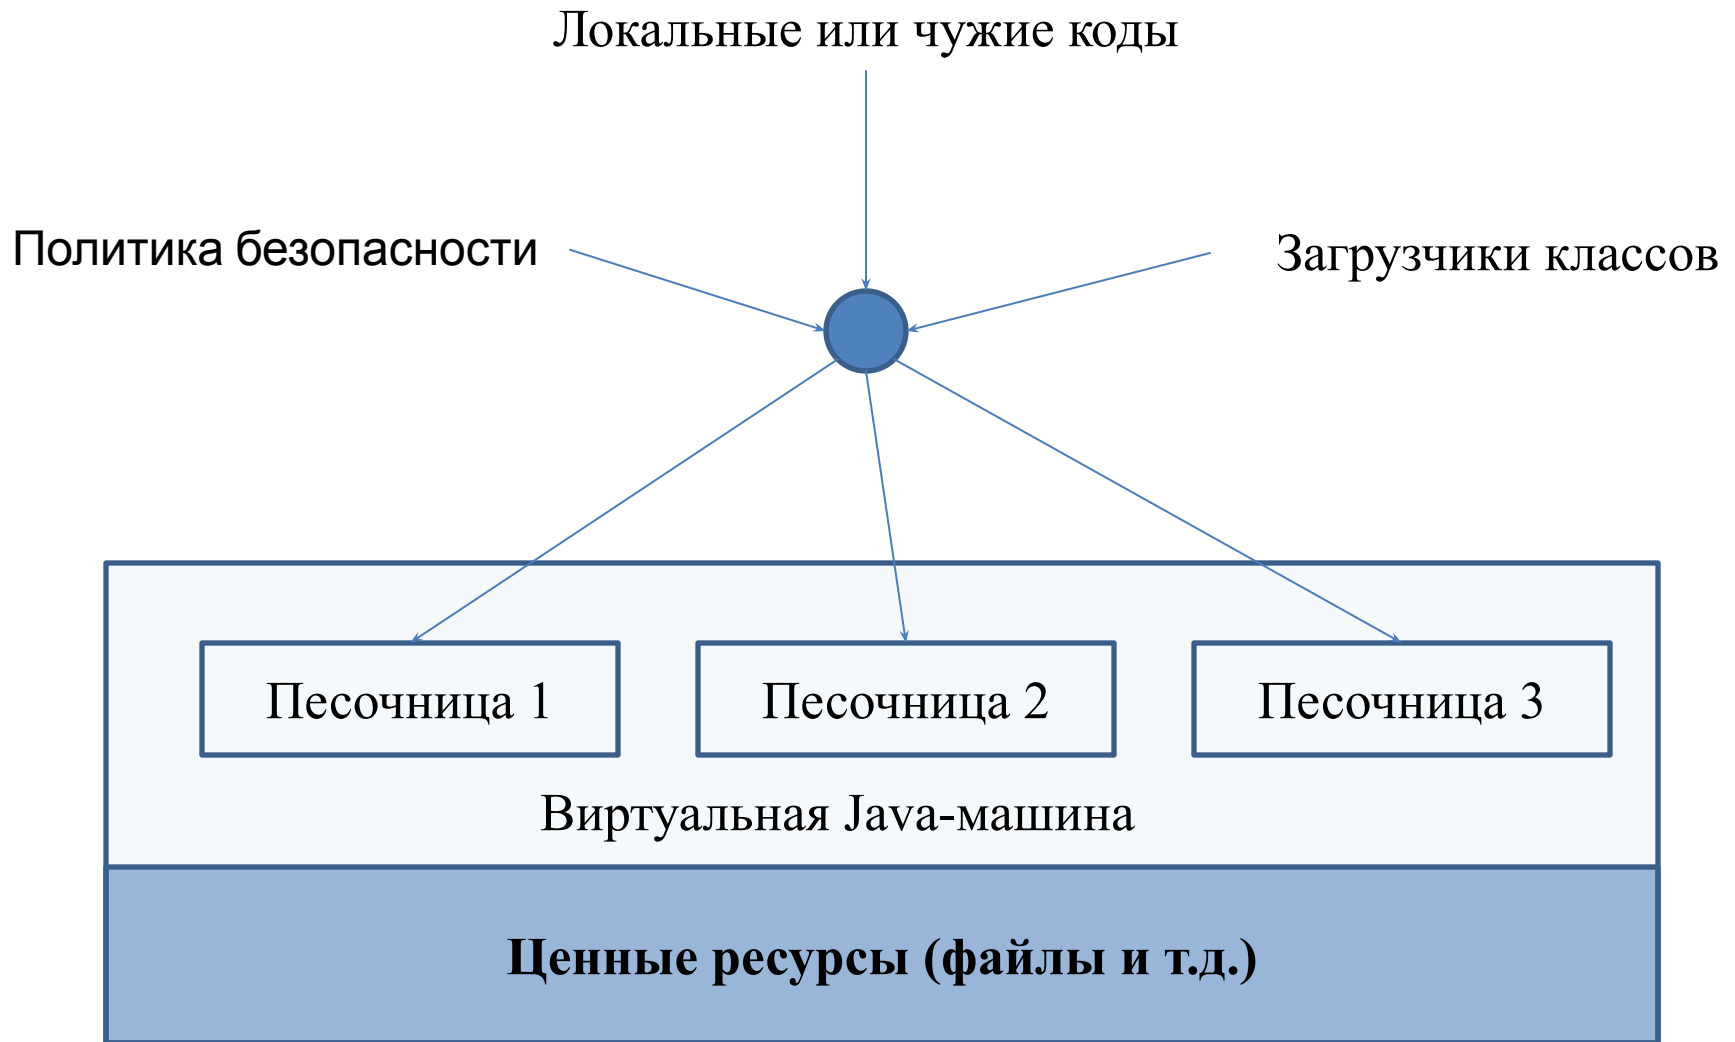 Локальные или чужие коды
Политика безопасности
Загрузчики классов
Песочница 1
Песочница 2
Песочница 3
Виртуальная Java-машина
Ценные ресурсы (файлы и т.д.)